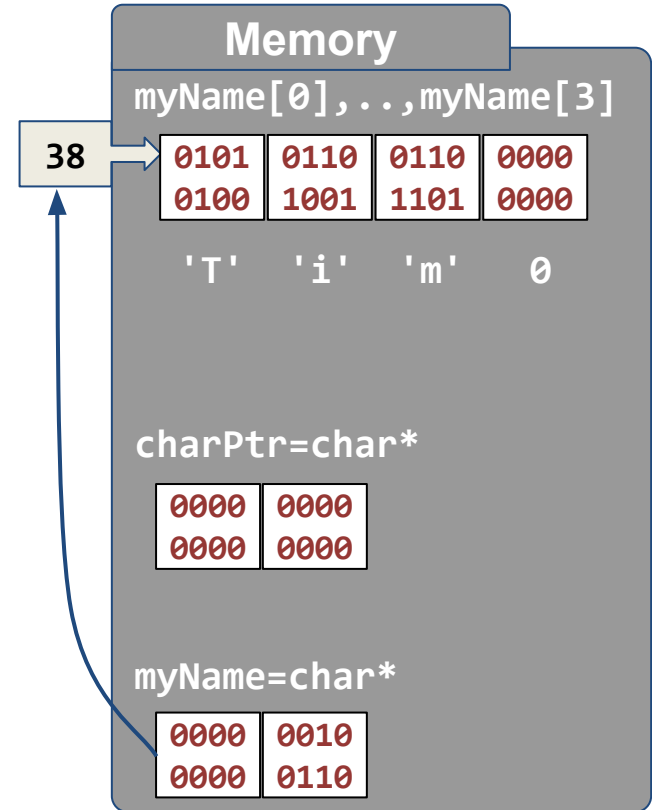 Memory
myName[0],..,myName[3]
38
0101 0110 0110 0000
0100 1001 1101 0000
'T' 'i' 'm' 0
charPtr=char*
0000 0000
0000 0000
myName=char*
0000 0010
0000 0110